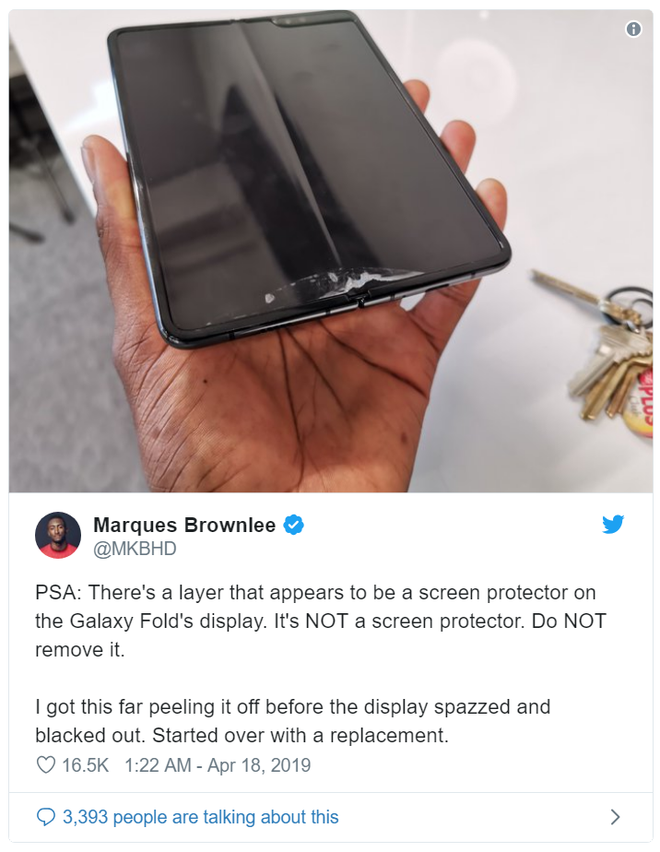 PLUS
Marques Brownlee
@MKBHD
PSA: There's a layer that appears to be a screen protector on
the Galaxy Fold's display. It's NOT a screen protector. Do NOT
remove it.
I got this far peeling it off before the display spazzed and
blacked out. Started over with a replacement.
16.5K 1:22 AM - Apr 18, 2019
3,393 people are talking about this